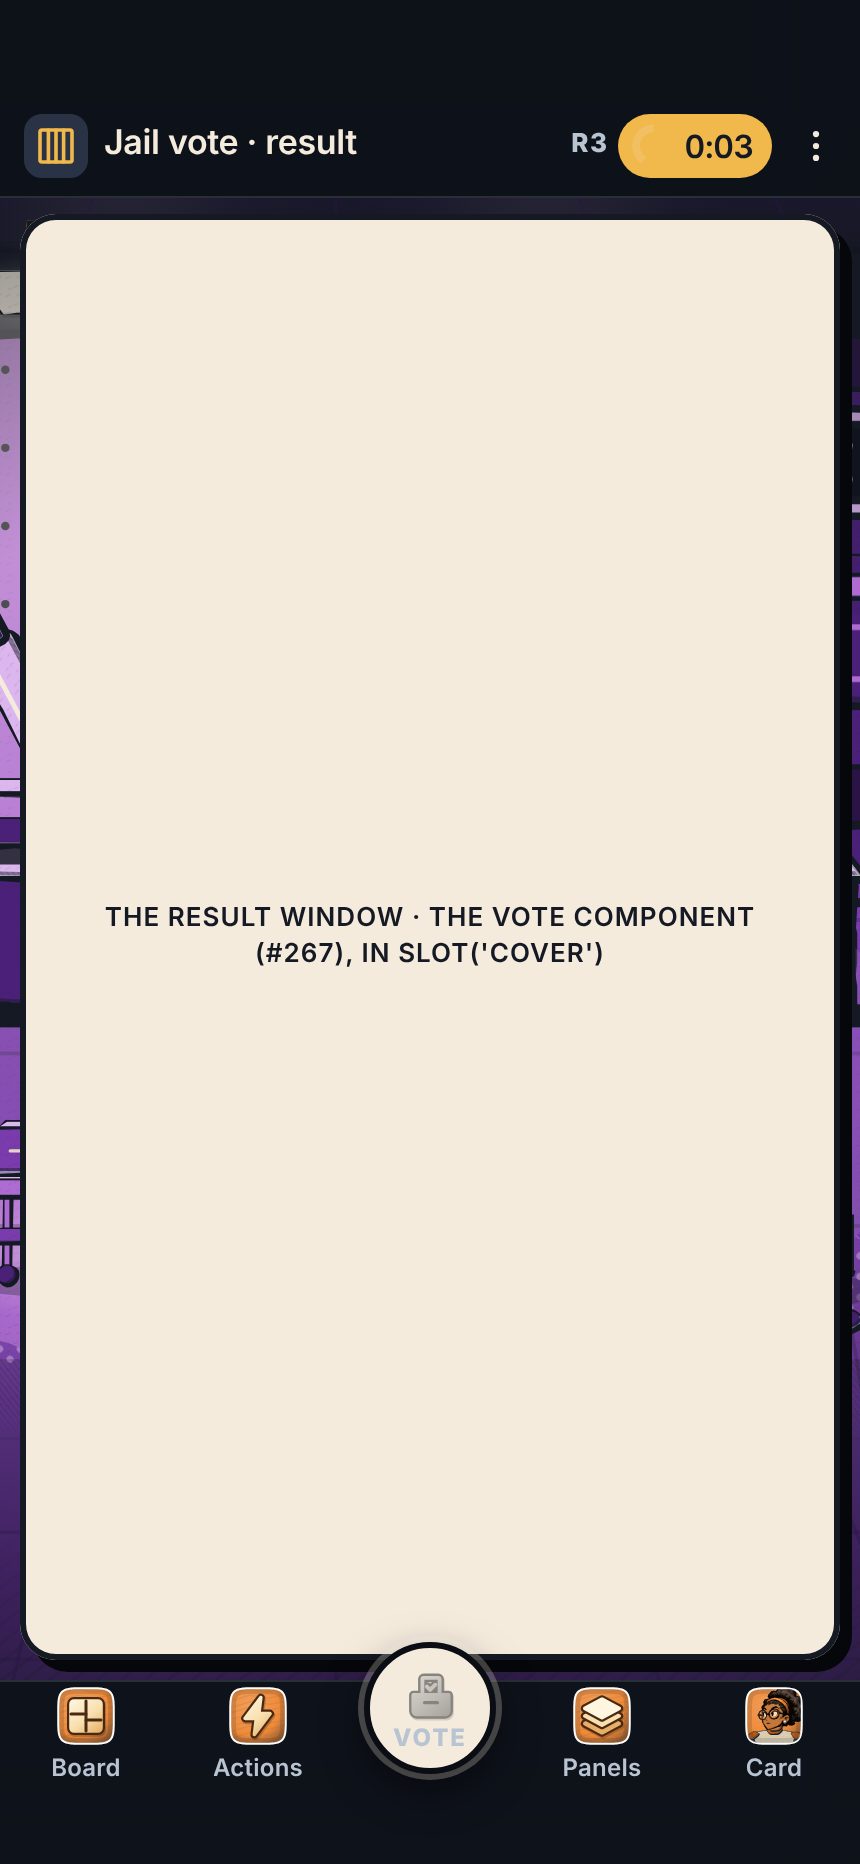 Jail vote · result
R3
0:03
THE RESULT WINDOW · THE VOTE COMPONENT
(#267), IN SLOT('COVER')
VOTE
Board
Actions
Panels
Card